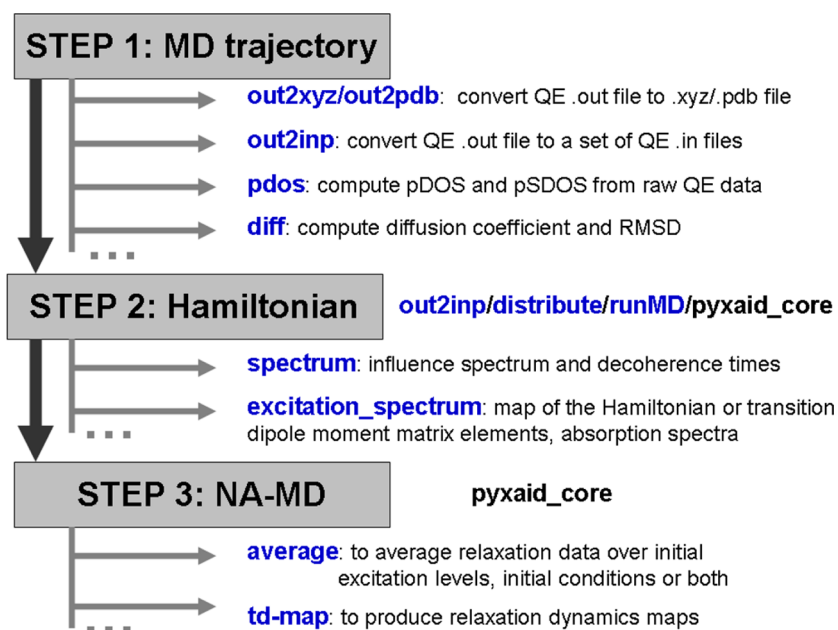 STEP 1: MD trajectory
out2xyz/out2pdb: convert QE .out file to .xyz/.pdb file
out2inp: convert QE .out file to a set of QE .in files
pdos: compute pDOS and pSDOS from raw QE data
diff: compute diffusion coefficient and RMSD
...
STEP 2: Hamiltonian out2inp/distribute/runMD/pyxaid_core
spectrum: influence spectrum and decoherence times
excitation_spectrum: map of the Hamiltonian or transition
dipole moment matrix elements, absorption spectra
...
STEP 3: NA-MD pyxaid_core
average: to average relaxation data over initial
excitation levels, initial conditions or both
td-map: to produce relaxation dynamics maps
...